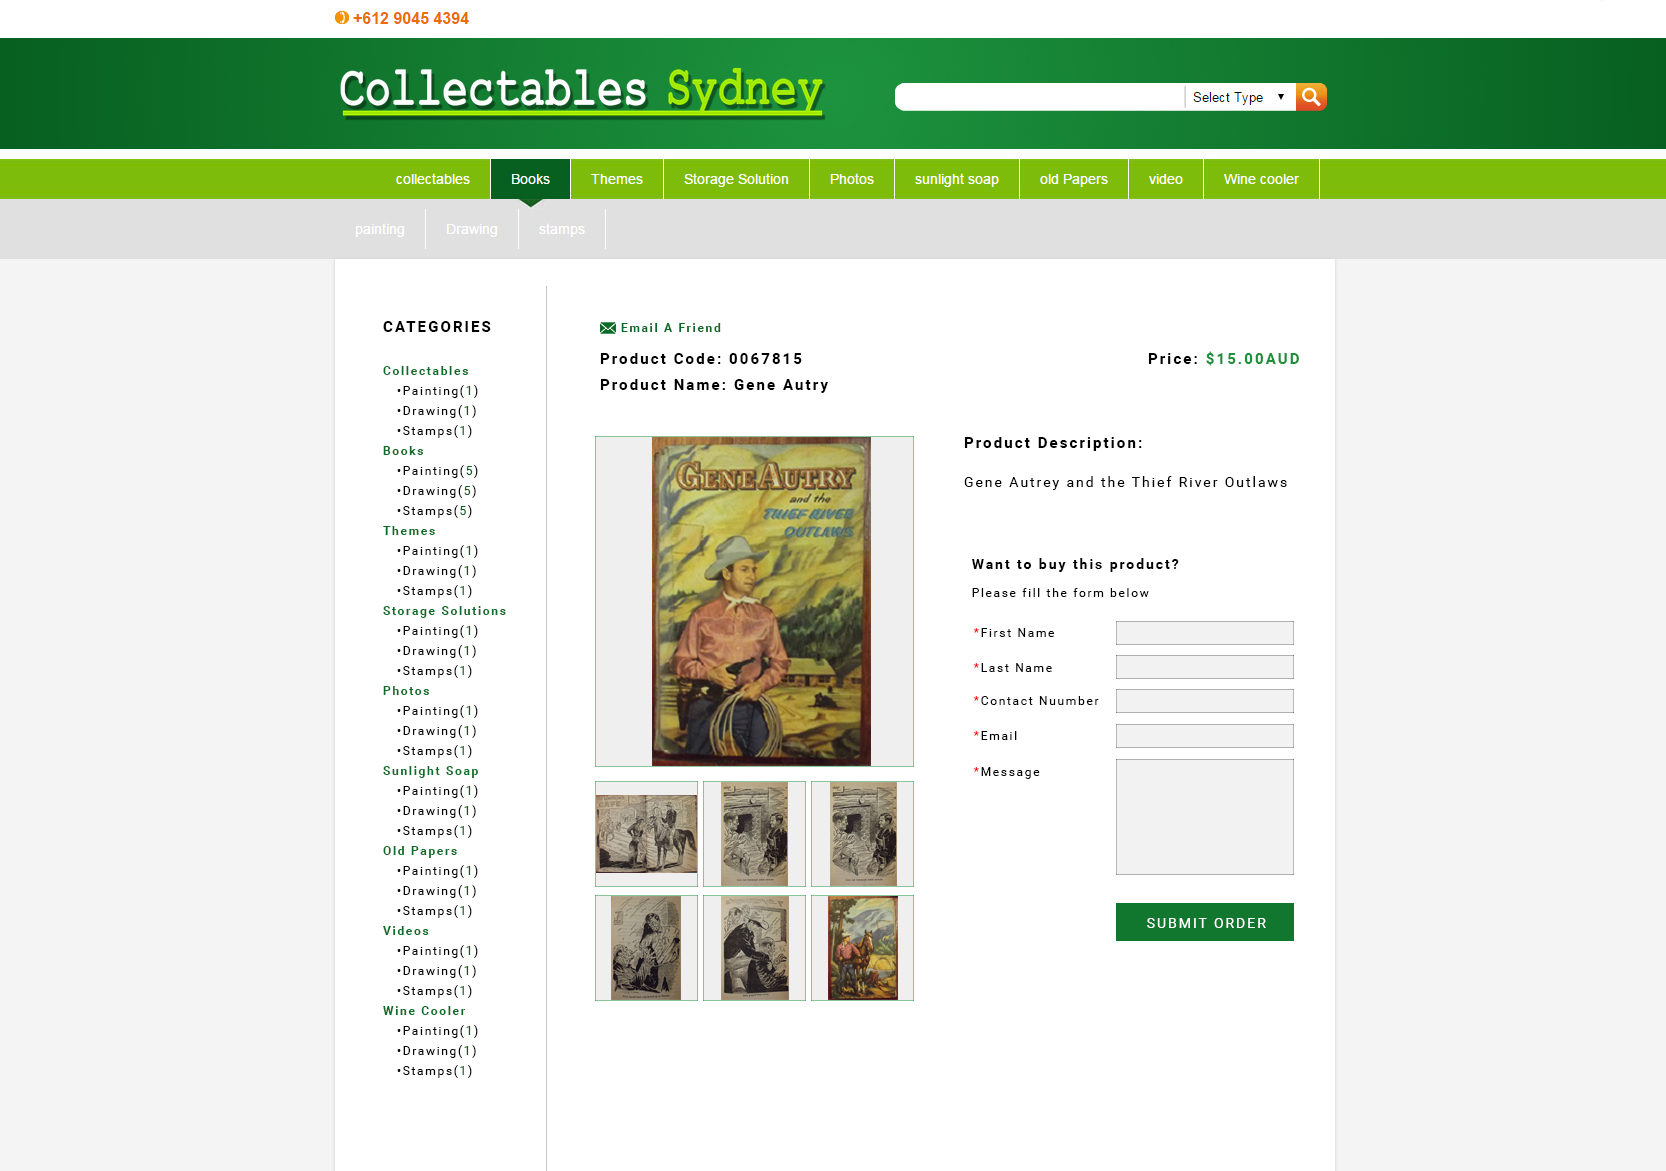 +612 9045 4394
Collectables Sydney
Select Type
collectables
Books
Themes
Storage Solution
Photos
sunlight soap
old Papers
video
Wine cooler
painting
Drawing
stamps
CATEGORIES
Collectables
•Painting(1)
•Drawing(1)
•Stamps(1)
Books
•Painting(5)
•Drawing(5)
•Stamps(5)
Themes
•Painting(1)
•Drawing(1)
•Stamps(1)
Storage Solutions
•Painting(1)
•Drawing(1)
•Stamps(1)
Photos
•Painting(1)
•Drawing(1)
•Stamps(1)
Sunlight Soap
•Painting(1)
•Drawing(1)
•Stamps(1)
Old Papers
•Painting(1)
•Drawing(1)
•Stamps(1)
Videos
•Painting(1)
•Drawing(1)
•Stamps(1)
Wine Cooler
•Painting(1)
•Drawing(1)
•Stamps(1)
Email A Friend
Product Code: 0067815
Price: $15.00AUD
Product Name: Gene Autry
GENE AUTRY
and the
THIEF RIVER
OUTLAWS
Product Description:
Gene Autrey and the Thief River Outlaws
Want to buy this product?
Please fill the form below
*First Name
*Last Name
*Contact Nuumber
*Email
*Message
SUBMIT ORDER
CAFE